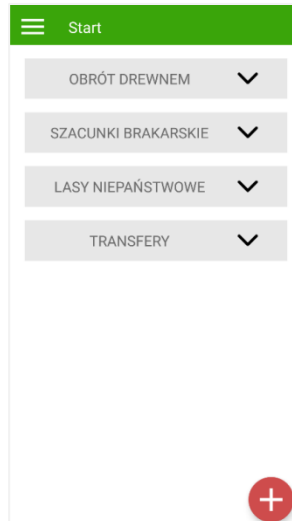 Start
OBRÓT DREWNEM
SZACUNKI BRAKARSKIE
LASY NIEPAŃSTWOWE
TRANSFERY